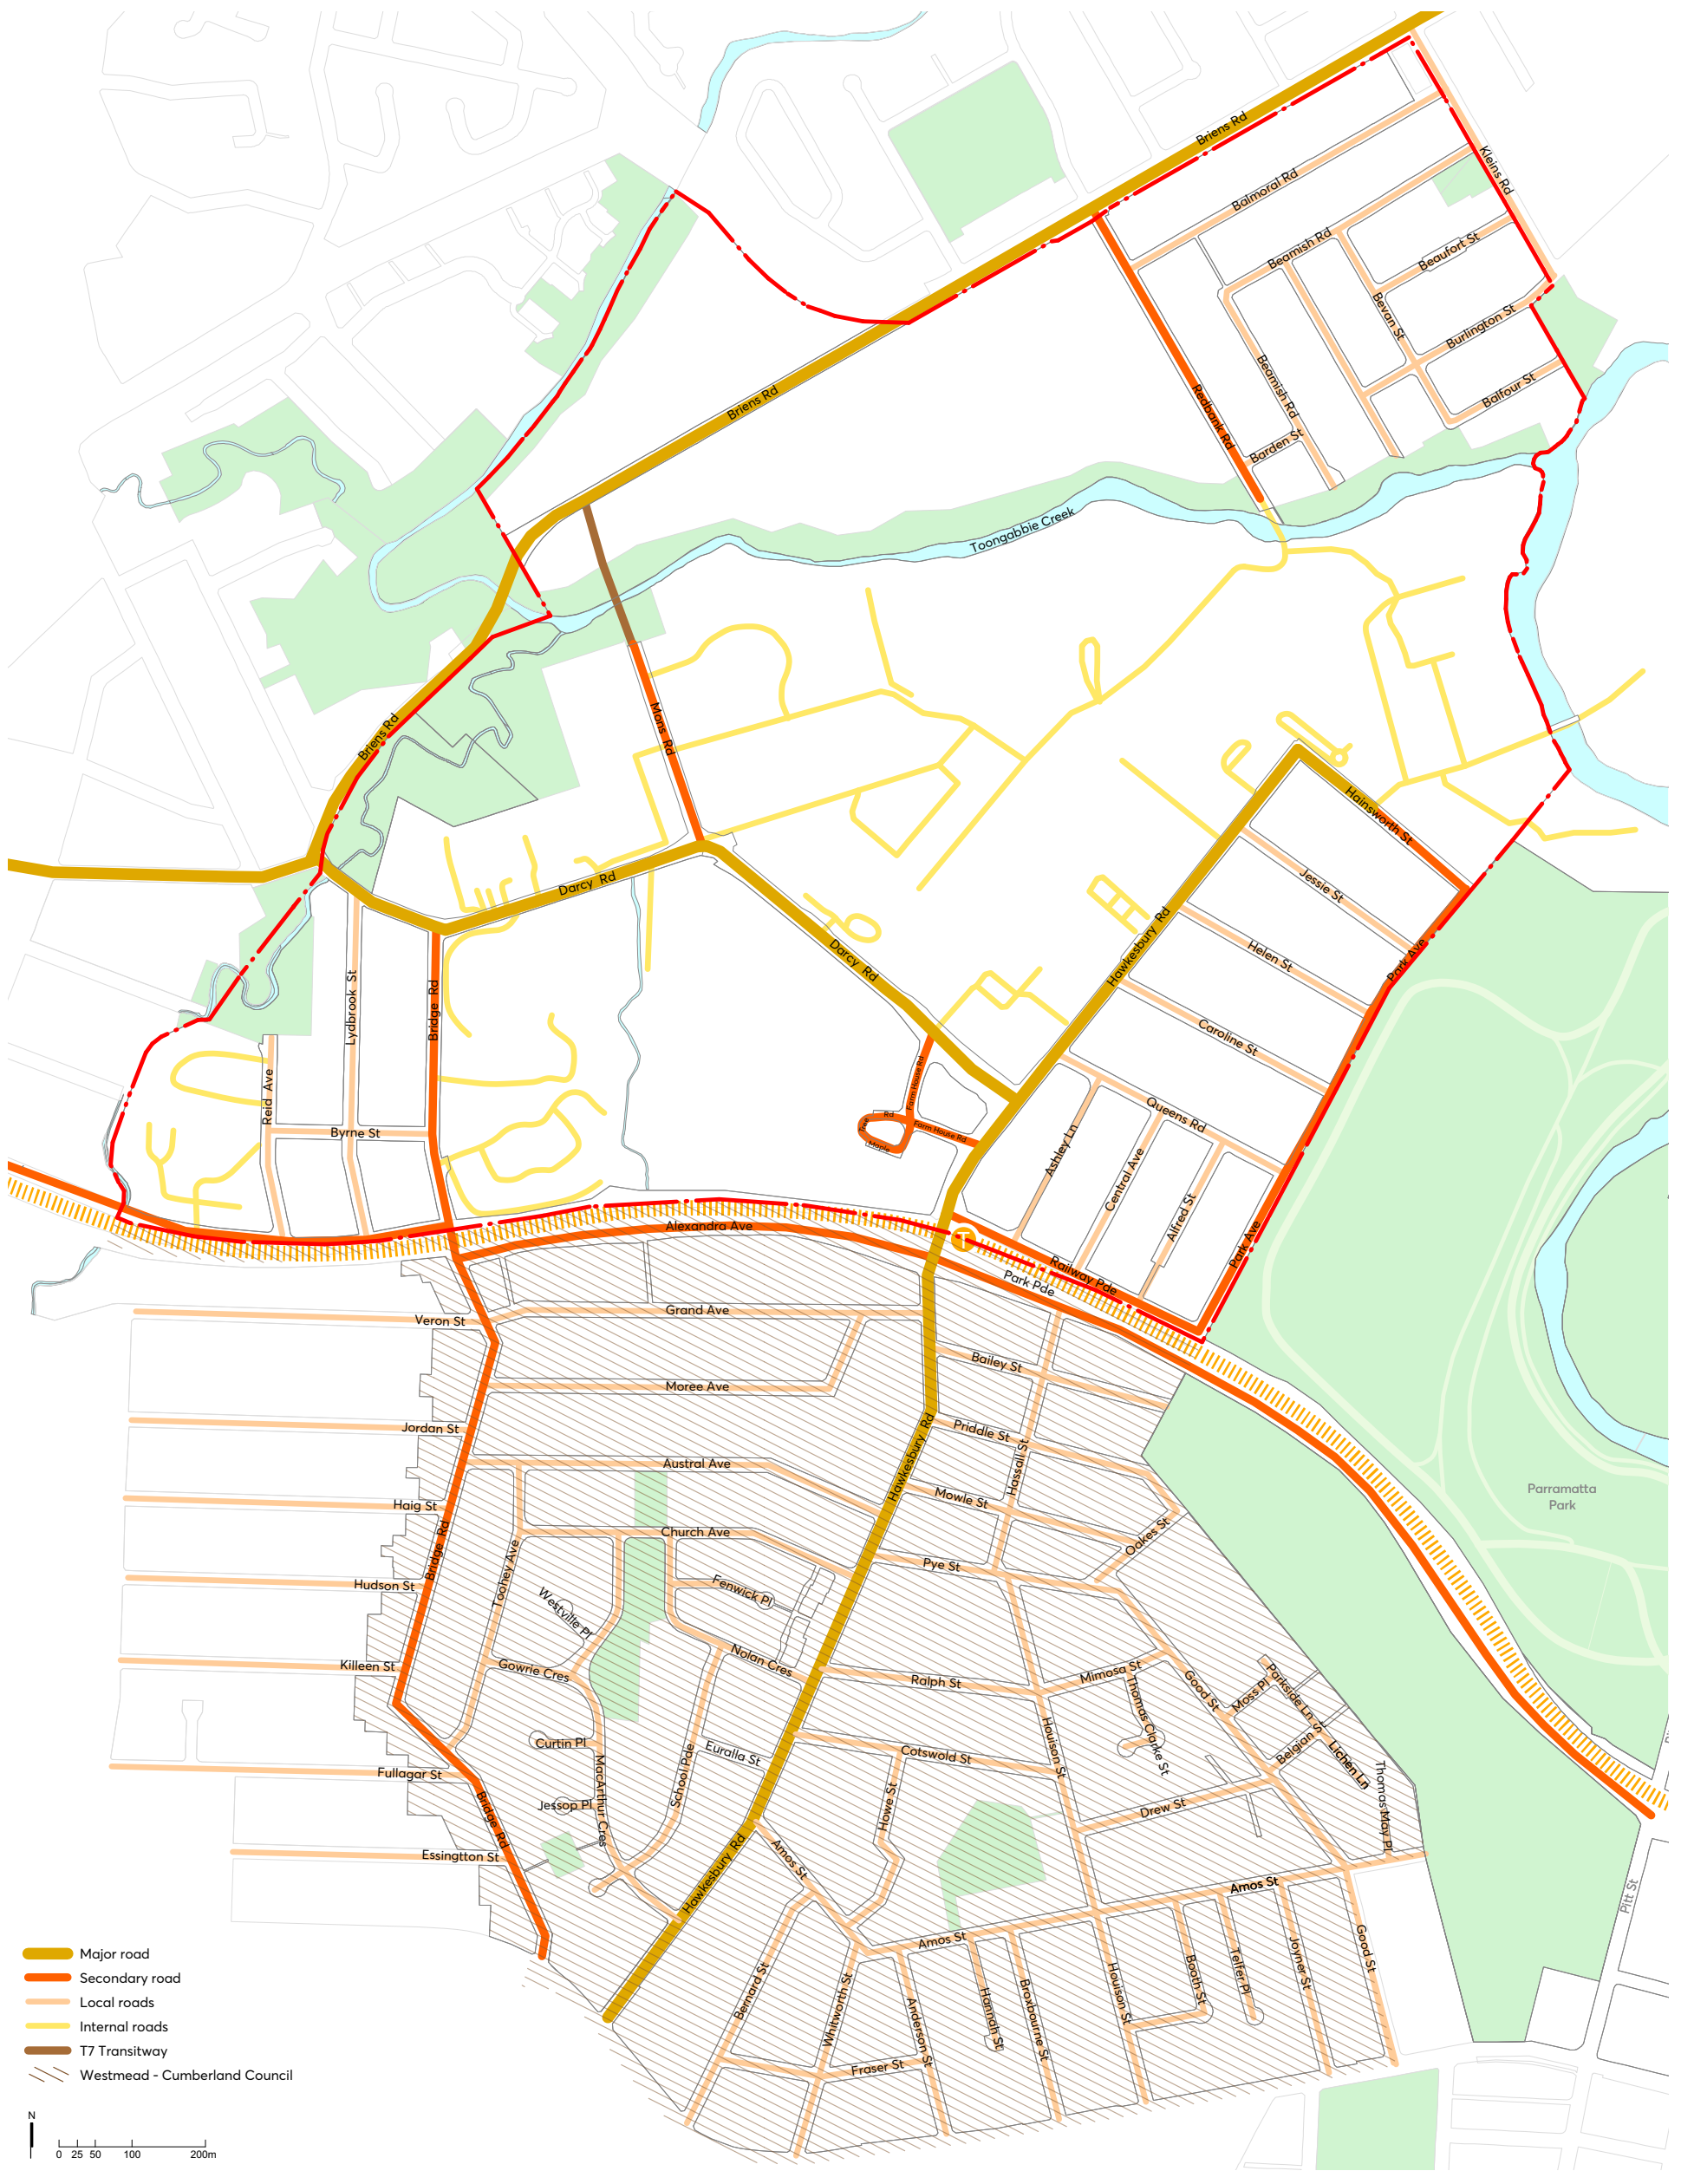 Briens Rd
Kleins Rd
Balmoral Rd
Beamish Rd
Beaufort St
Bevan St
Burlington St
Beamish Rd
Redbank Rd
Balfour St
Barden St
Briens Rd
Toongabbie Creek
Mons Rd
Briens Rd
Hainsworth St
Jessie St
Darcy Rd
Hawkesbury Rd
Helen St
Park Ave
Darcy Rd
Lydbrook St
Bridge Rd
Caroline St
Reid Ave
Farm House Rd
Queens Rd
Tree
Rd
Farm House Rd
Maple
Byrne St
Ashley Ln
Central Ave
Alfred St
Park Ave
Alexandra Ave
T
Railway Pde
Park Pde
Grand Ave
Veron St
Bailey St
Moree Ave
Jordan St
Priddle St
Hawkesbury Rd
Hassall St
Austral Ave
Mowle St
Parramatta
Park
Haig St
Church Ave
Oakes St
Bridge Rd
Pye St
Toohey Ave
Hudson St
Fenwick Pl
Westville Pl
Nolan Cres
Killeen St
Gowrie Cres
Ralph St
Mimosa St
Good St
Moss Pl
Parkside Ln
Thomas Clarke St
Houison St
Curtin Pl
Euralla St
Cotswold St
Belgian S
Lichen Ln
Fullagar St
MacArthur Cres
School Pde
Thomas May Pl
Jessop Pl
Howe St
Drew St
Bridge Rd
Essingtton St
Amos St
Hawkesbury Rd
Amos St
Pitt St
Amos St
Good St
Joyner St
Telfer Pl
Booth St
Houison St
Broxbourne St
Hannah St
Anderson St
Whitworth St
Bernard St
Fraser St
Major road
Secondary road
Local roads
Internal roads
T7 Transitway
Westmead - Cumberland Council
N
0 25 50 100 200m